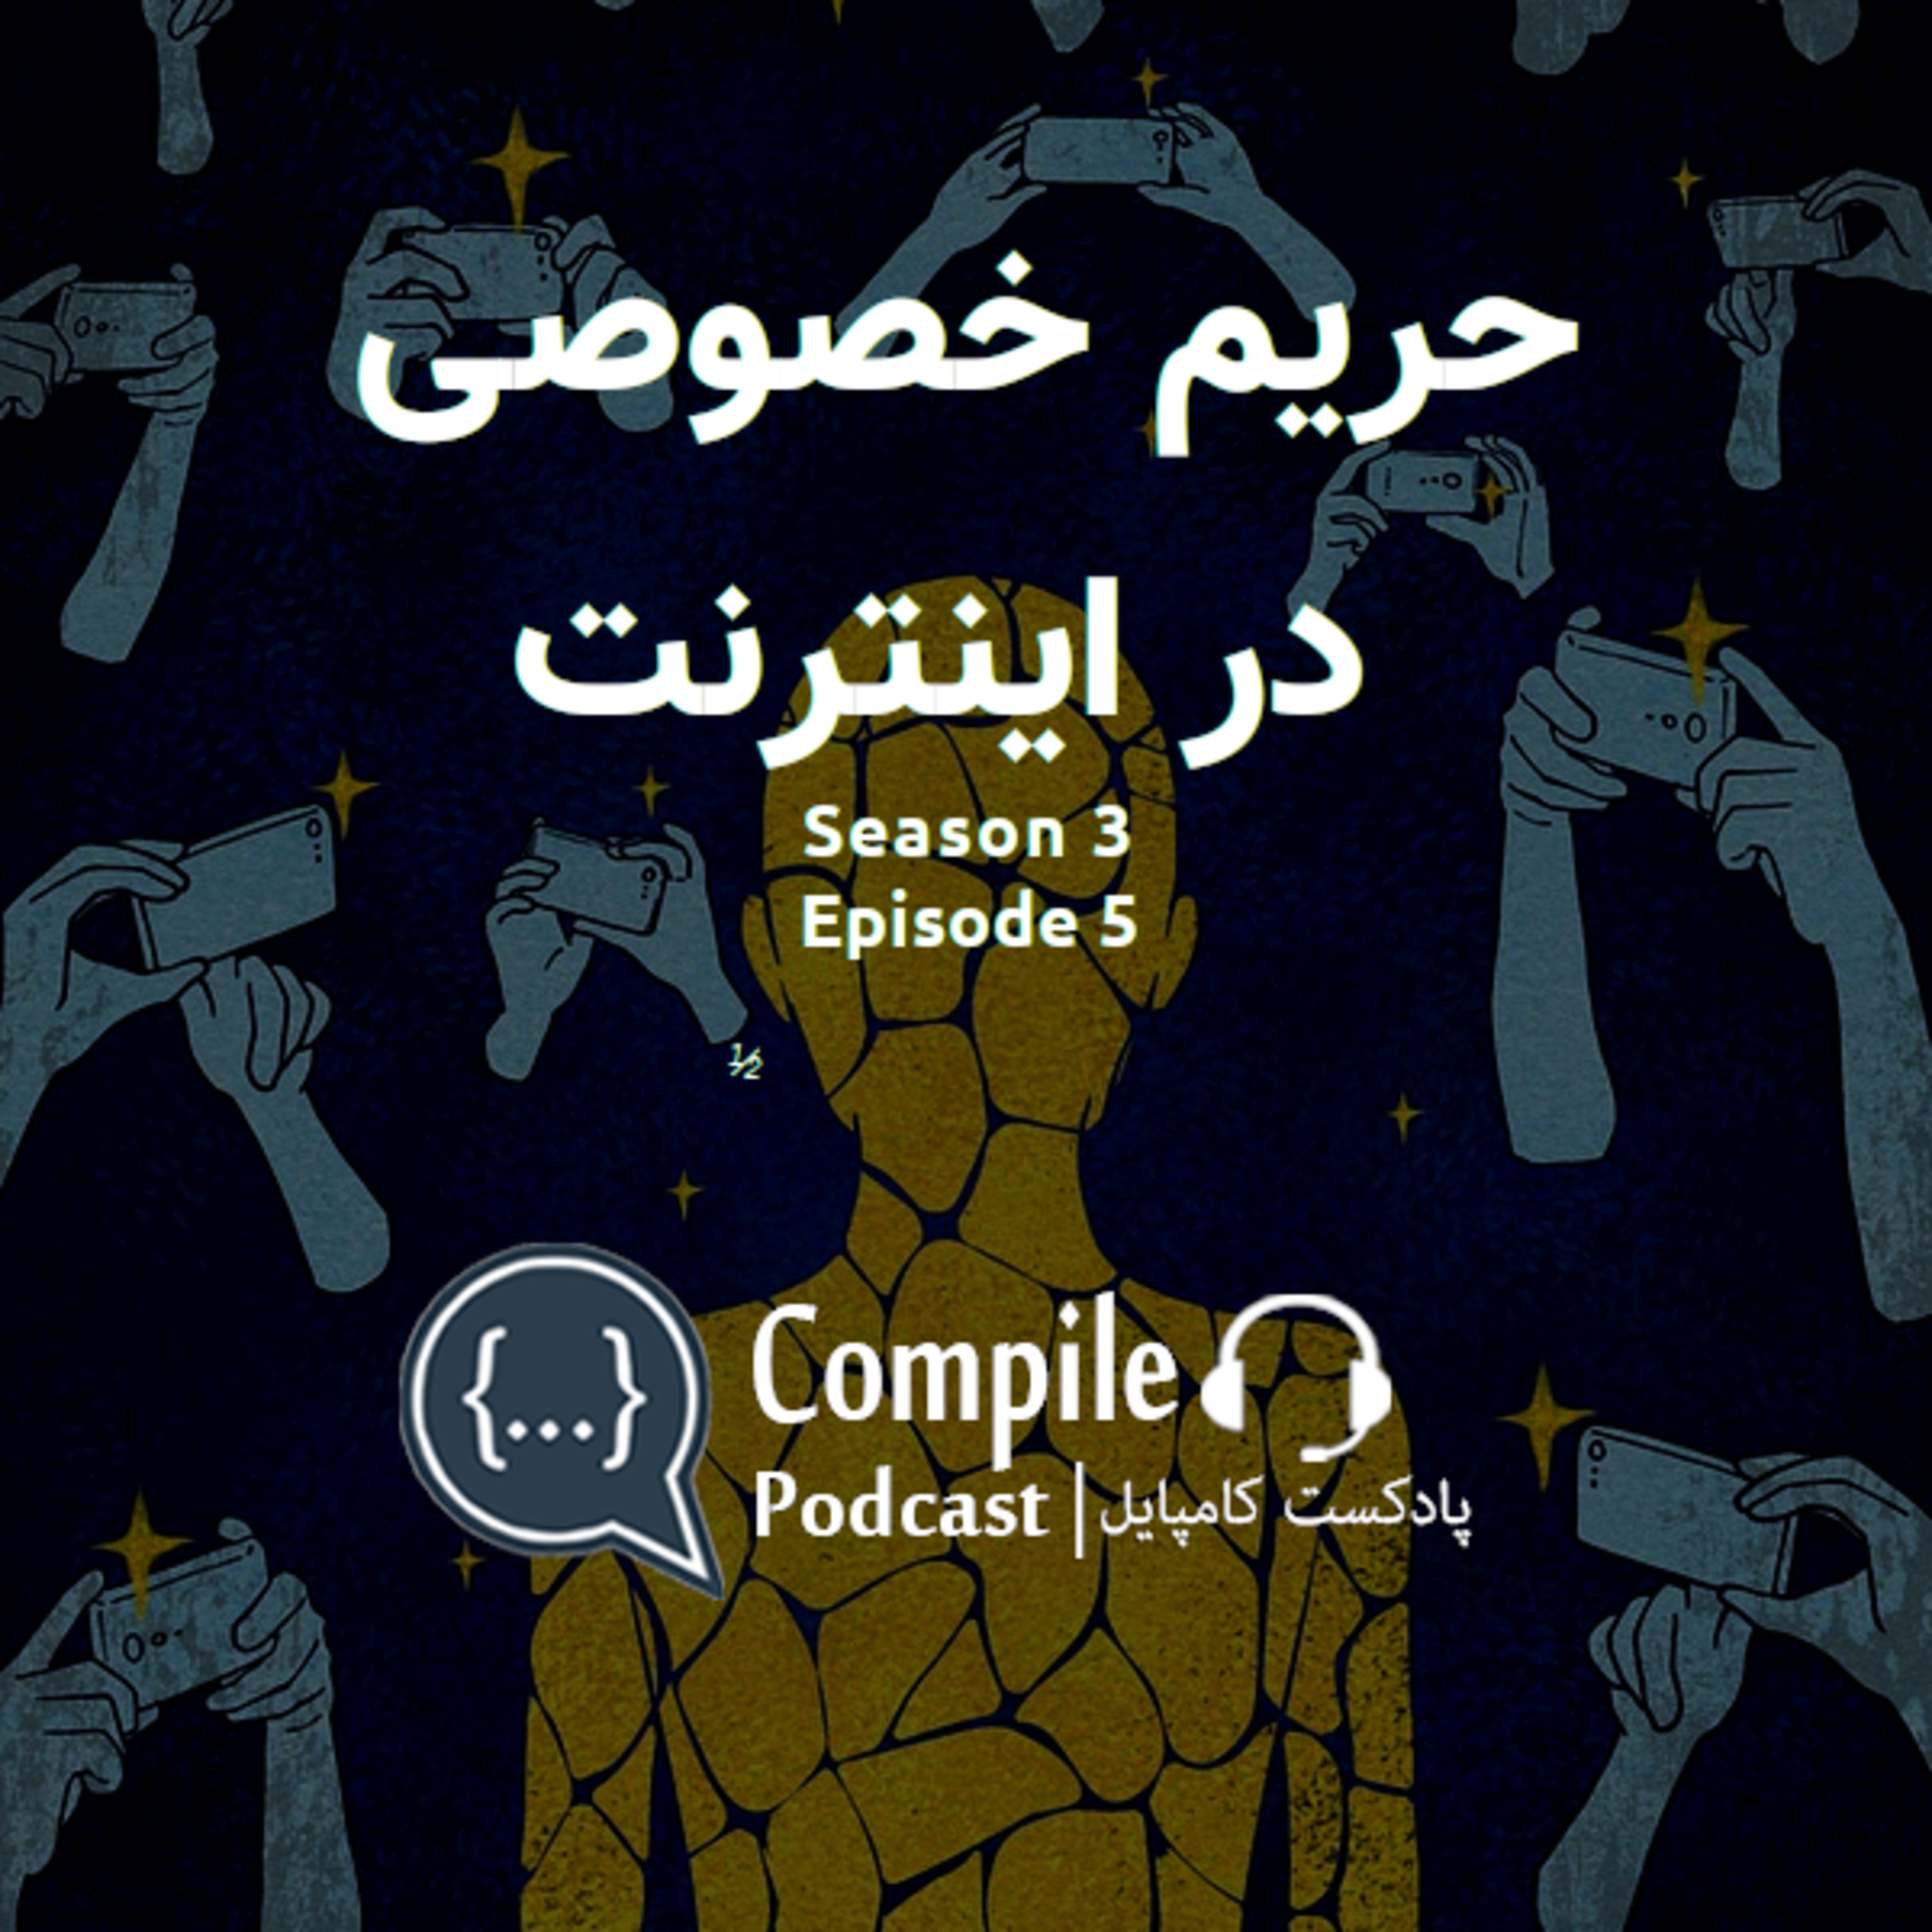 حریم خصوصی
در اینترنت
Season 3
Episode 5
½
{...}
Compile
Podcast | پادکست کامپایل